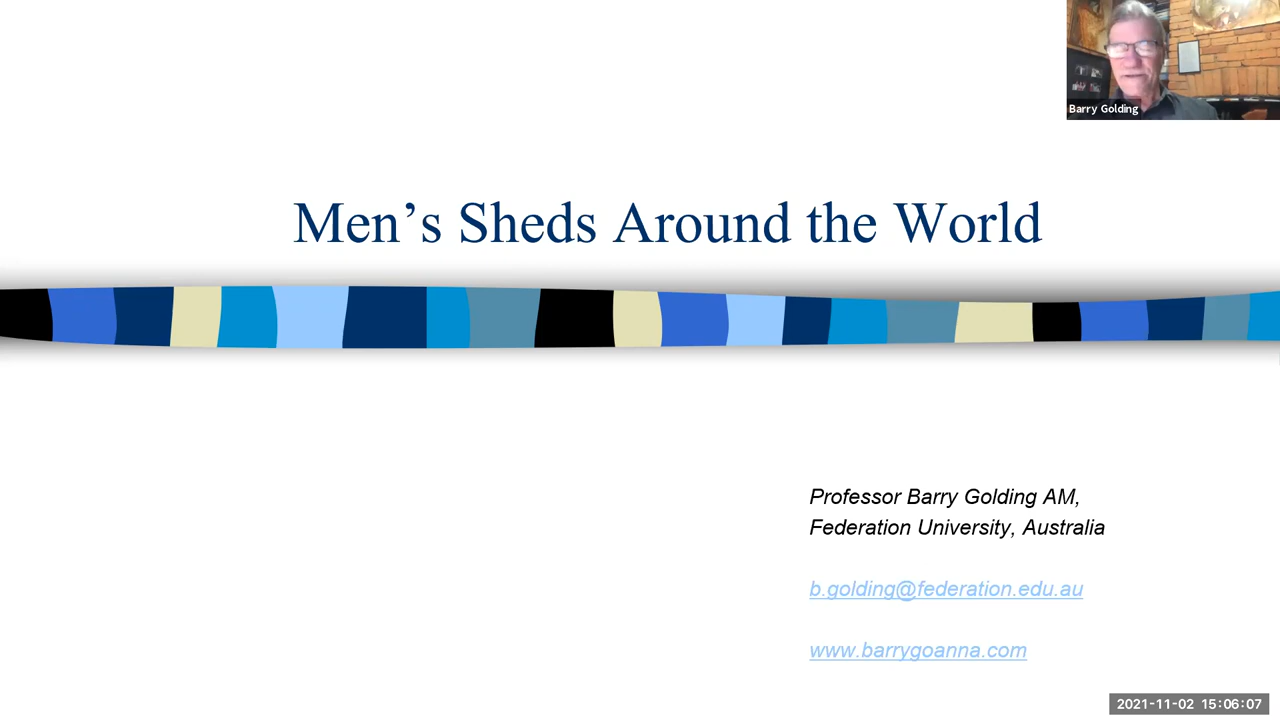 Barry Golding
Men's Sheds Around the World
Professor Barry Golding AM,
Federation University, Australia
b.golding@federation.edu.au
www.barrygoanna.com
2021-11-02 15:06:07